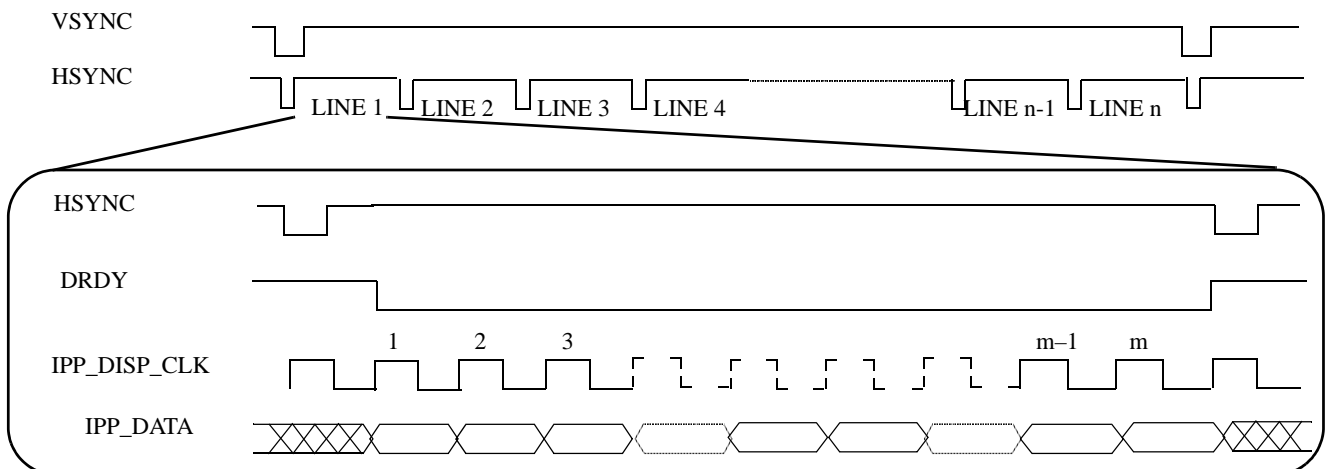 VSYNC
HSYNC
LINE 1 LINE 2 LINE 3 LINE 4 LINE n-1 LINE n
HSYNC
DRDY
1 2 3 m–1 m
IPP_DISP_CLK
IPP_DATA